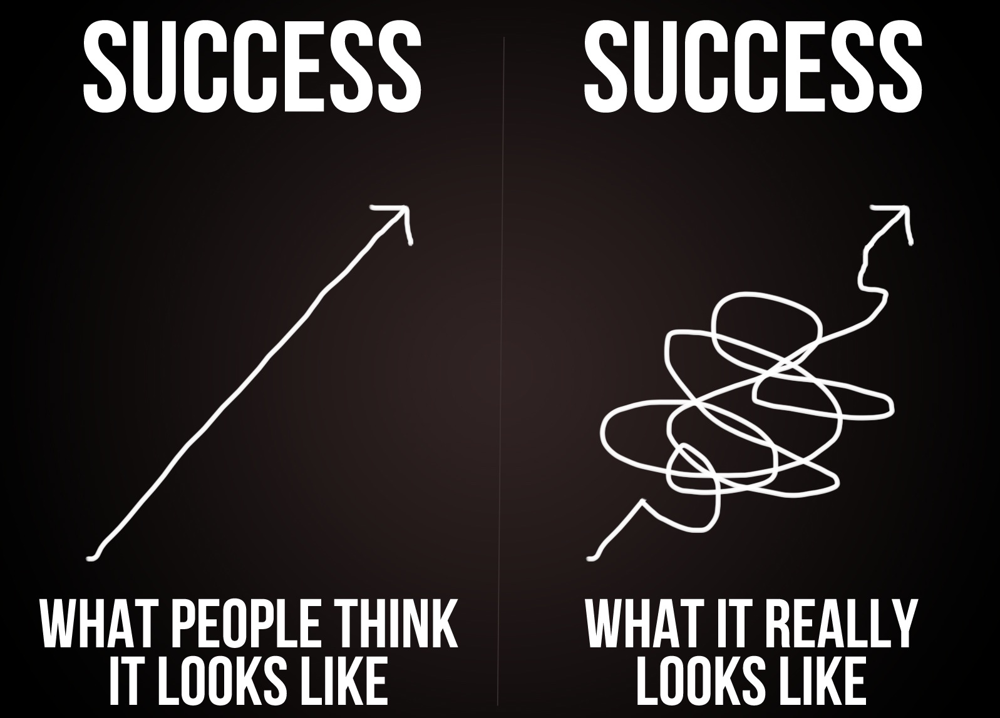 SUCCESS
WHAT PEOPLE THINK
IT LOOKS LIKE
SUCCESS
WHAT IT REALLY
LOOKS LIKE